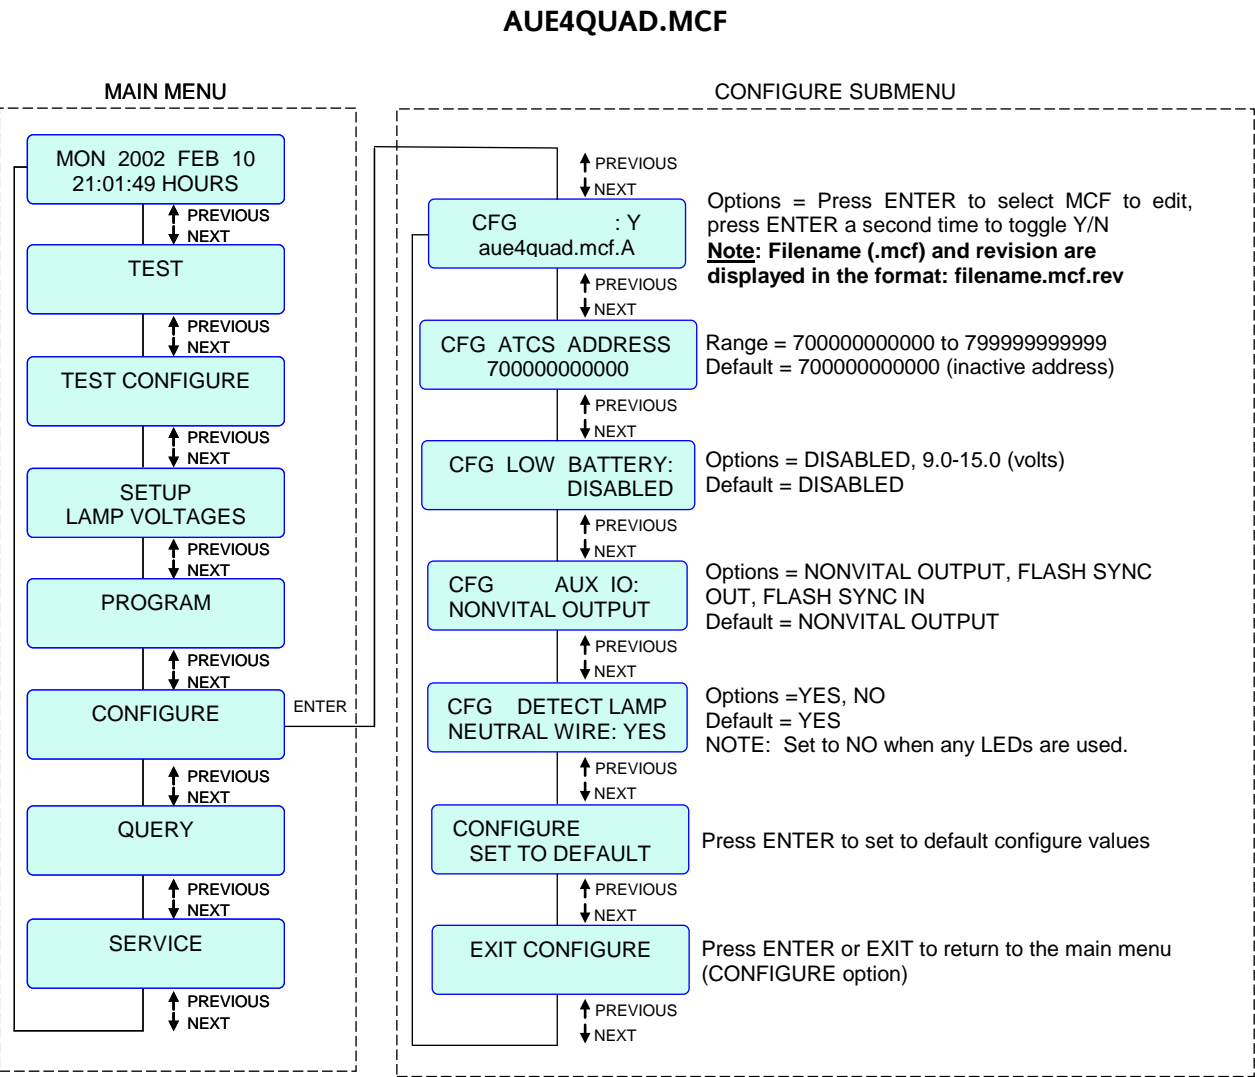 AUE4QUAD.MCF
MAIN MENU
MON 2002 FEB 10
21:01:49 HOURS
PREVIOUS
NEXT
TEST
PREVIOUS
NEXT
TEST CONFIGURE
PREVIOUS
NEXT
SETUP
LAMP VOLTAGES
PREVIOUS
NEXT
PROGRAM
PREVIOUS
NEXT
CONFIGURE
ENTER
PREVIOUS
NEXT
QUERY
PREVIOUS
NEXT
SERVICE
PREVIOUS
NEXT
CONFIGURE SUBMENU
PREVIOUS
NEXT
CFG : Y
aue4quad.mcf.A
Options = Press ENTER to select MCF to edit,
press ENTER a second time to toggle Y/N
Note: Filename (.mcf) and revision are
displayed in the format: filename.mcf.rev
PREVIOUS
NEXT
CFG ATCS ADDRESS
700000000000
Range = 700000000000 to 799999999999
Default = 700000000000 (inactive address)
PREVIOUS
NEXT
CFG LOW BATTERY:
DISABLED
Options = DISABLED, 9.0-15.0 (volts)
Default = DISABLED
PREVIOUS
NEXT
CFG AUX IO:
NONVITAL OUTPUT
Options = NONVITAL OUTPUT, FLASH SYNC
OUT, FLASH SYNC IN
Default = NONVITAL OUTPUT
PREVIOUS
NEXT
CFG DETECT LAMP
NEUTRAL WIRE: YES
Options =YES, NO
Default = YES
NOTE: Set to NO when any LEDs are used.
PREVIOUS
NEXT
CONFIGURE
SET TO DEFAULT
Press ENTER to set to default configure values
PREVIOUS
NEXT
EXIT CONFIGURE
Press ENTER or EXIT to return to the main menu
(CONFIGURE option)
PREVIOUS
NEXT